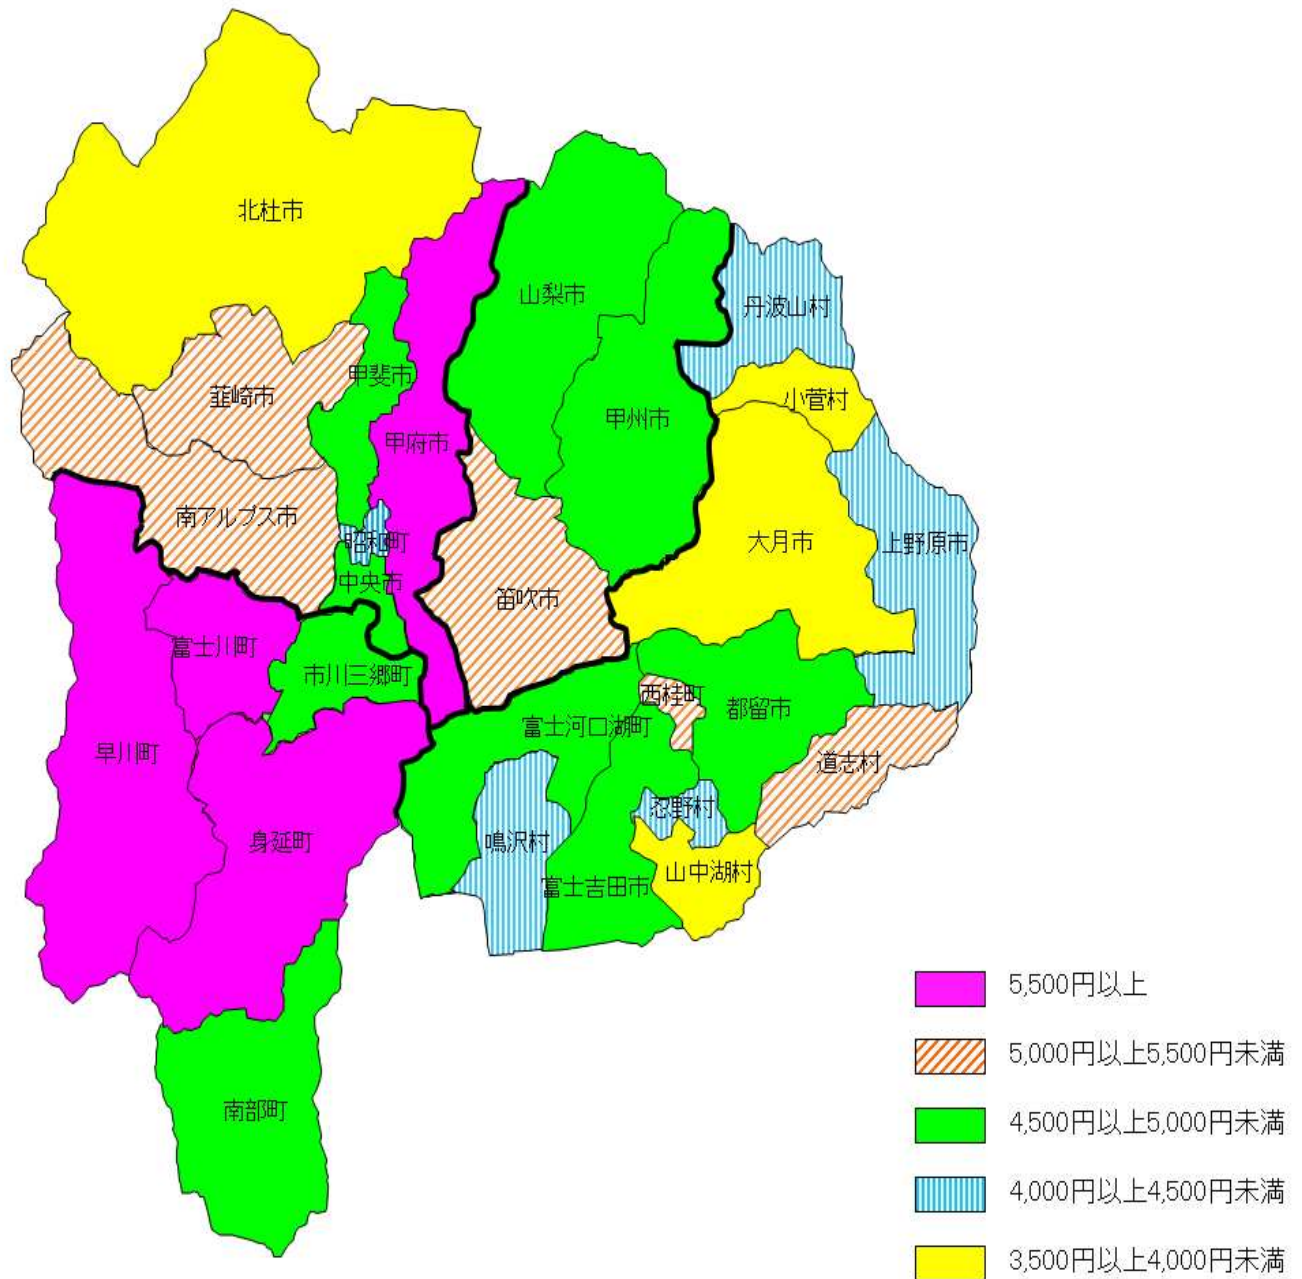 北杜市
山梨市
丹波山村
甲斐市
韮崎市
小菅村
甲州市
甲府市
南アルプス市
昭和町
大月市
上野原市
中央市
笛吹市
富士川町
市川三郷町
西桂町
都留市
富士河口湖町
早川町
道志村
忍野村
身延町
鳴沢村
山中湖村
富士吉田市
南部町
5,500円以上
5,000円以上5,500円未満
4,500円以上5,000円未満
4,000円以上4,500円未満
3,500円以上4,000円未満